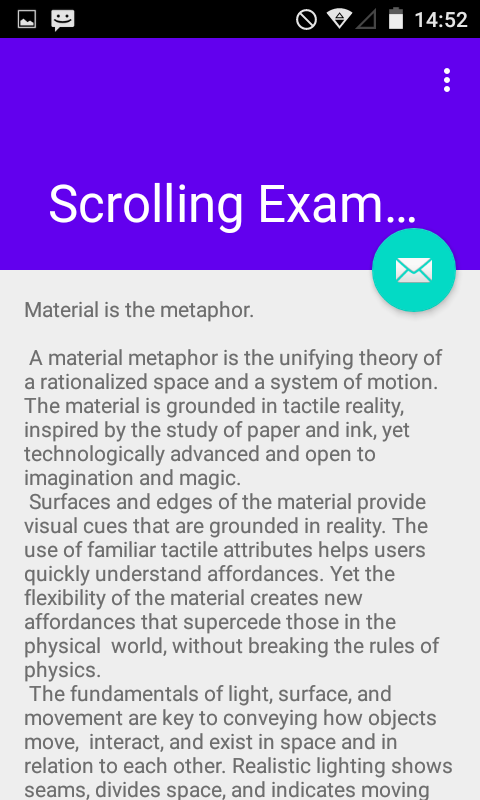 14:52
Scrolling Exam...
Material is the metaphor.
A material metaphor is the unifying theory of
a rationalized space and a system of motion.
The material is grounded in tactile reality,
inspired by the study of paper and ink, yet
technologically advanced and open to
imagination and magic.
Surfaces and edges of the material provide
visual cues that are grounded in reality. The
use of familiar tactile attributes helps users
quickly understand affordances. Yet the
flexibility of the material creates new
affordances that supercede those in the
physical  world, without breaking the rules of
physics.
The fundamentals of light, surface, and
movement are key to conveying how objects
move,  interact, and exist in space and in
relation to each other. Realistic lighting shows
seams, divides space, and indicates moving